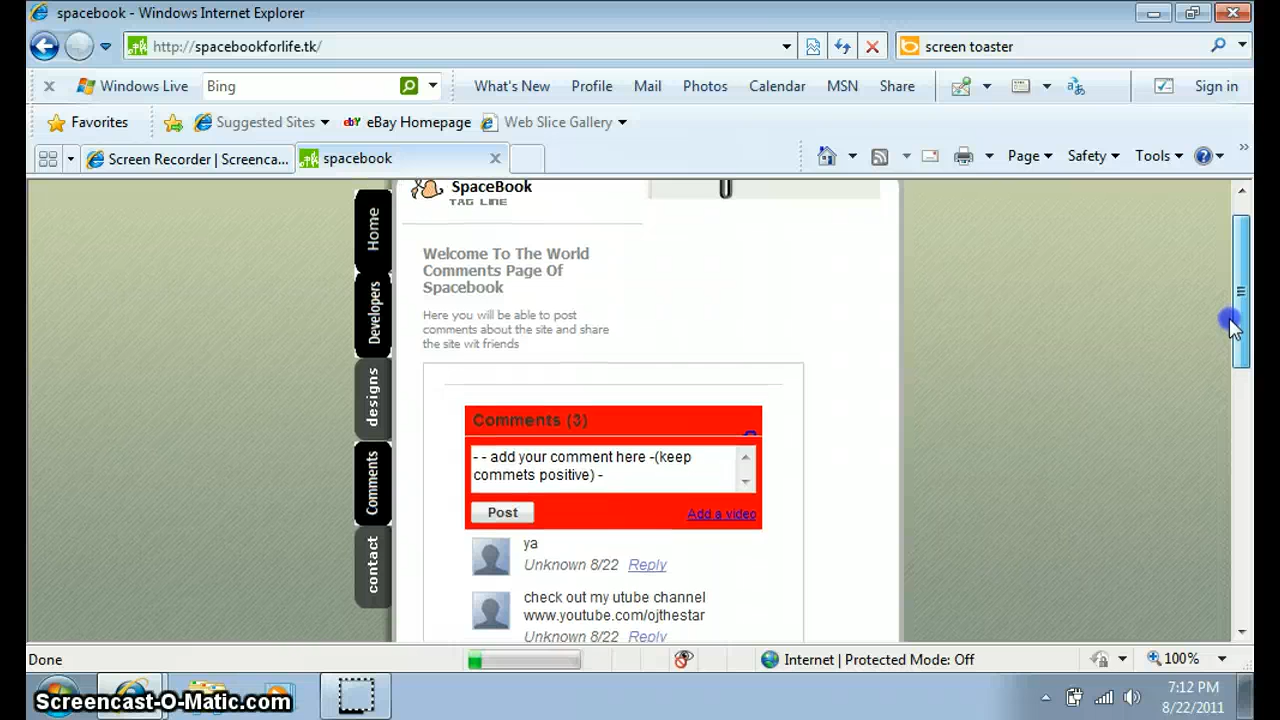 spacebook - Windows Internet Explorer
http://spacebookforlife.tk/
screen toaster
Windows Live
Bing
What's New
Profile
Mail
Photos
Calendar
MSN
Share
Sign in
Favorites
Suggested Sites
eBay Homepage
Web Slice Gallery
Screen Recorder | Screenca...
spacebook
Page
Safety
Tools
SpaceBook
TAG LINE
Home
Developers
designs
Comments
contact
Welcome To The World
Comments Page Of
Spacebook
Here you will be able to post
comments about the site and share
the site wit friends
Comments (3)
- - add your comment here -(keep
commets positive) -
Post
Add a video
ya
Unknown 8/22 Reply
check out my utube channel
www.youtube.com/ojthestar
Unknown 8/22 Reply
Done
Internet | Protected Mode: Off
100%
Screencast-O-Matic.com
7:12 PM
8/22/2011